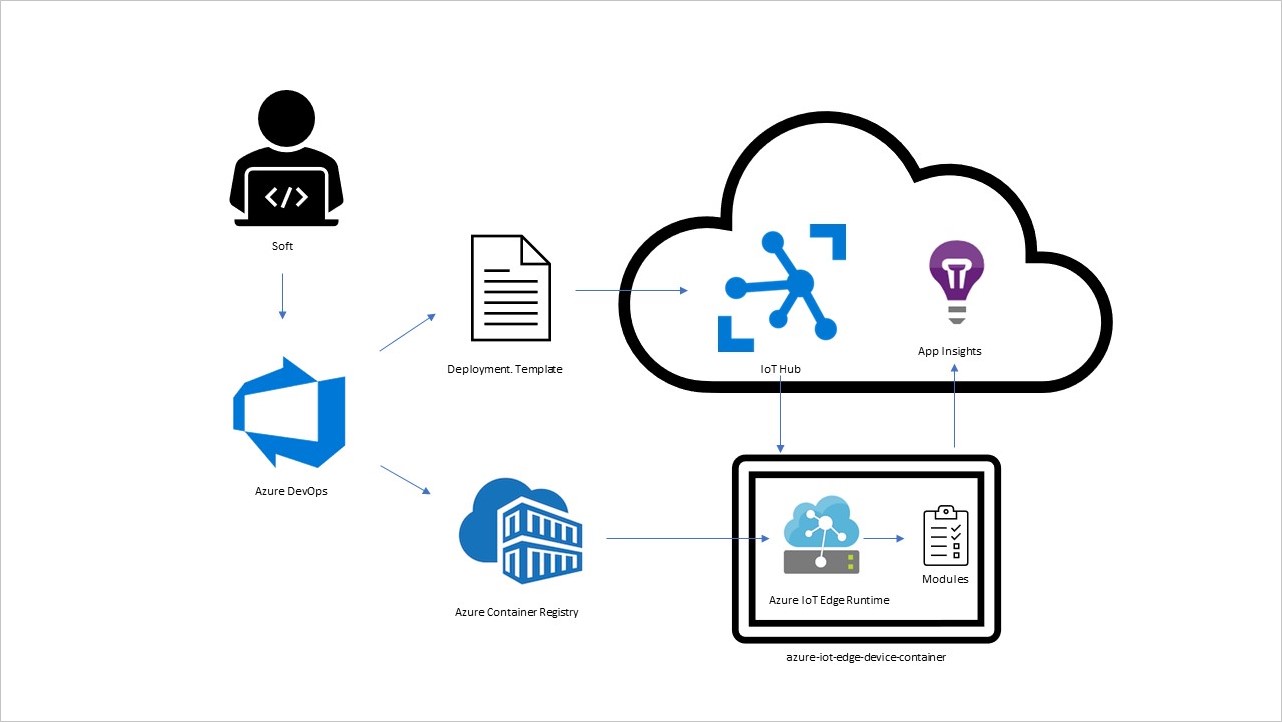 Soft
</>
Deployment. Template
IoT Hub
App Insights
Azure DevOps
Azure Container Registry
Azure IoT Edge Runtime
Modules
azure-iot-edge-device-container